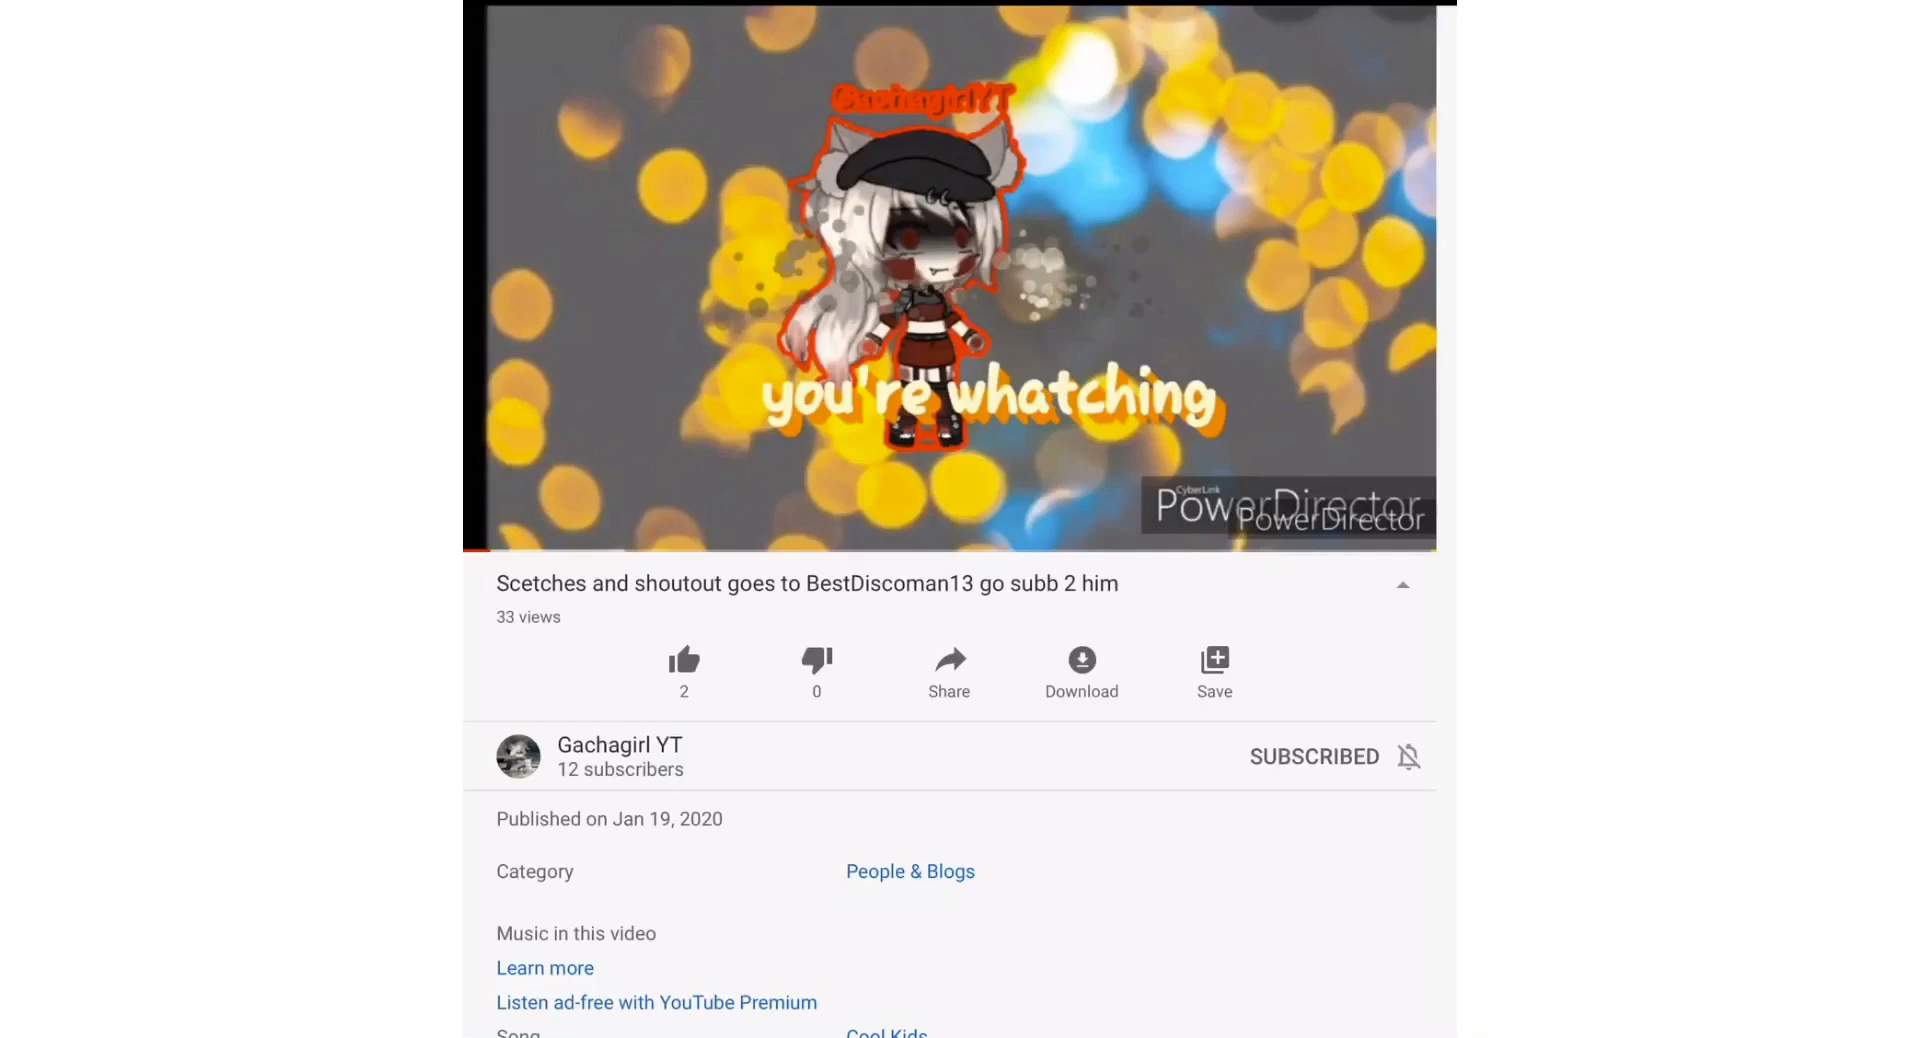 GachagirlYT
you're whatching
CyberLink
PowerDirector
PowerDirector
Scetches and shoutout goes to BestDiscoman13 go subb 2 him
33 views
2
0
Share
Download
Save
Gachagirl YT
12 subscribers
SUBSCRIBED
Published on Jan 19, 2020
Category
People & Blogs
Music in this video
Learn more
Listen ad-free with YouTube Premium
Song
Cool Kids